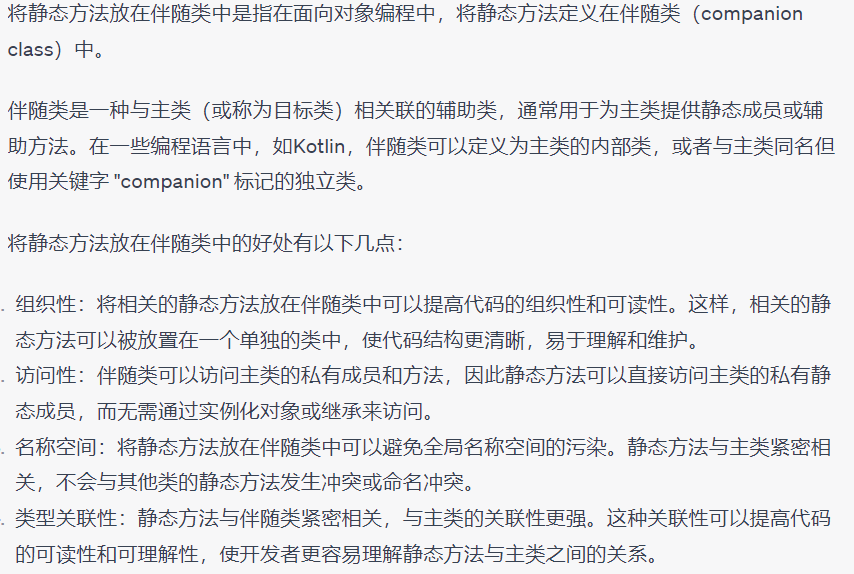 将静态方法放在伴随类中是指在面向对象编程中，将静态方法定义在伴随类（companion
class）中。
伴随类是一种与主类（或称为目标类）相关联的辅助类，通常用于为主类提供静态成员或辅
助方法。在一些编程语言中，如Kotlin，伴随类可以定义为主类的内部类，或者与主类同名但
使用关键字 "companion" 标记的独立类。
将静态方法放在伴随类中的好处有以下几点：
组织性：将相关的静态方法放在伴随类中可以提高代码的组织性和可读性。这样，相关的静
态方法可以被放置在一个单独的类中，使代码结构更清晰，易于理解和维护。
访问性：伴随类可以访问主类的私有成员和方法，因此静态方法可以直接访问主类的私有静
态成员，而无需通过实例化对象或继承来访问。
名称空间：将静态方法放在伴随类中可以避免全局名称空间的污染。静态方法与主类紧密相
关，不会与其他类的静态方法发生冲突或命名冲突。
类型关联性：静态方法与伴随类紧密相关，与主类的关联性更强。这种关联性可以提高代码
的可读性和可理解性，使开发者更容易理解静态方法与主类之间的关系。